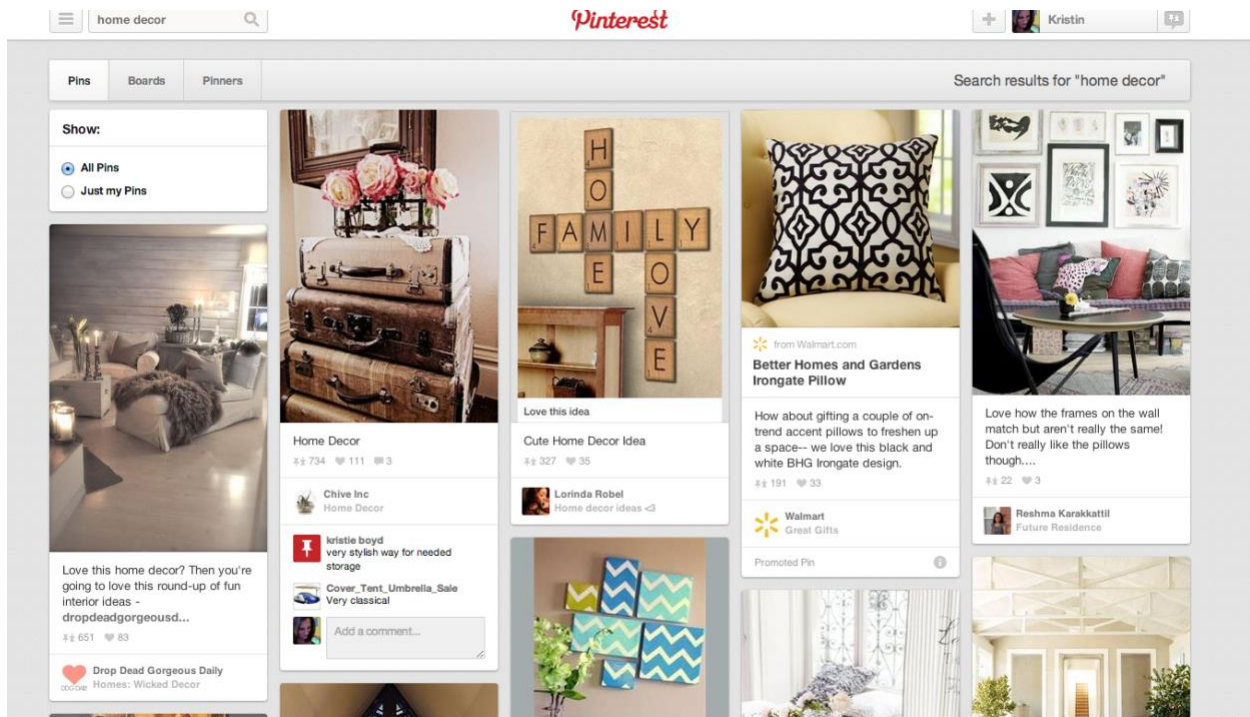 home decor
Pinterest
Kristin
Pins
Boards
Pinners
Search results for "home decor"
Show:
All Pins
Just my Pins
Love this home decor? Then you're
going to love this round-up of fun
interior ideas -
dropdeadgorgeousd...
651
83
Drop Dead Gorgeous Daily
Homes: Wicked Decor
Home Decor
734
111
3
Chive Inc
Home Decor
kristie boyd
very stylish way for needed
storage
Cover_Tent_Umbrella_Sale
Very classical
Add a comment...
HOME
FAMILY
LOVE
Love this idea
Cute Home Decor Idea
327
35
Lorinda Robel
Home decor ideas <3
from Walmart.com
Better Homes and Gardens
Irongate Pillow
How about gifting a couple of on-
trend accent pillows to freshen up
a space-- we love this black and
white BHG Irongate design.
191
33
Walmart
Great Gifts
Promoted Pin
Love how the frames on the wall
match but aren't really the same!
Don't really like the pillows
though....
22
3
Reshma Karakkattil
Future Residence